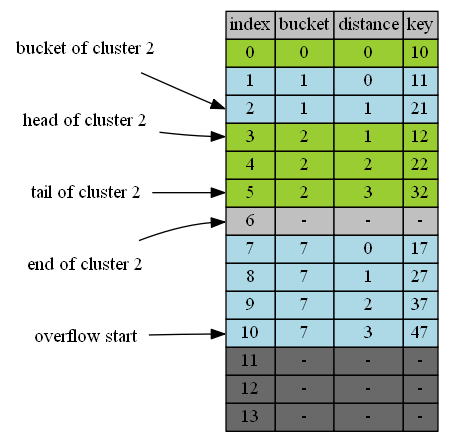 index bucket distance key
0 0 0 10
bucket of cluster 2
1 1 0 11
2 1 1 21
head of cluster 2
3 2 1 12
4 2 2 22
tail of cluster 2
5 2 3 32
6 - - -
end of cluster 2
7 7 0 17
8 7 1 27
9 7 2 37
overflow start
10 7 3 47
11 - - -
12 - - -
13 - - -